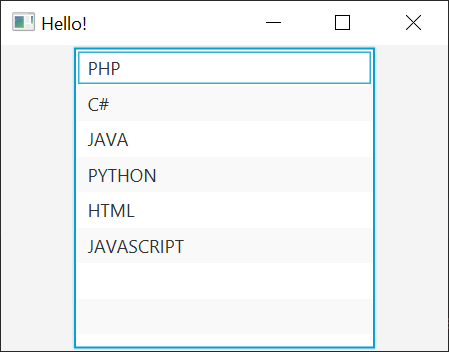 Hello!
PHP
C#
JAVA
PYTHON
HTML
JAVASCRIPT